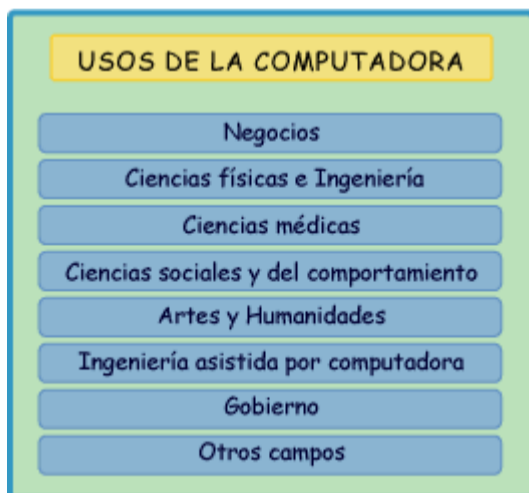 USOS DE LA COMPUTADORA
Negocios
Ciencias físicas e Ingeniería
Ciencias médicas
Ciencias sociales y del comportamiento
Artes y Humanidades
Ingeniería asistida por computadora
Gobierno
Otros campos